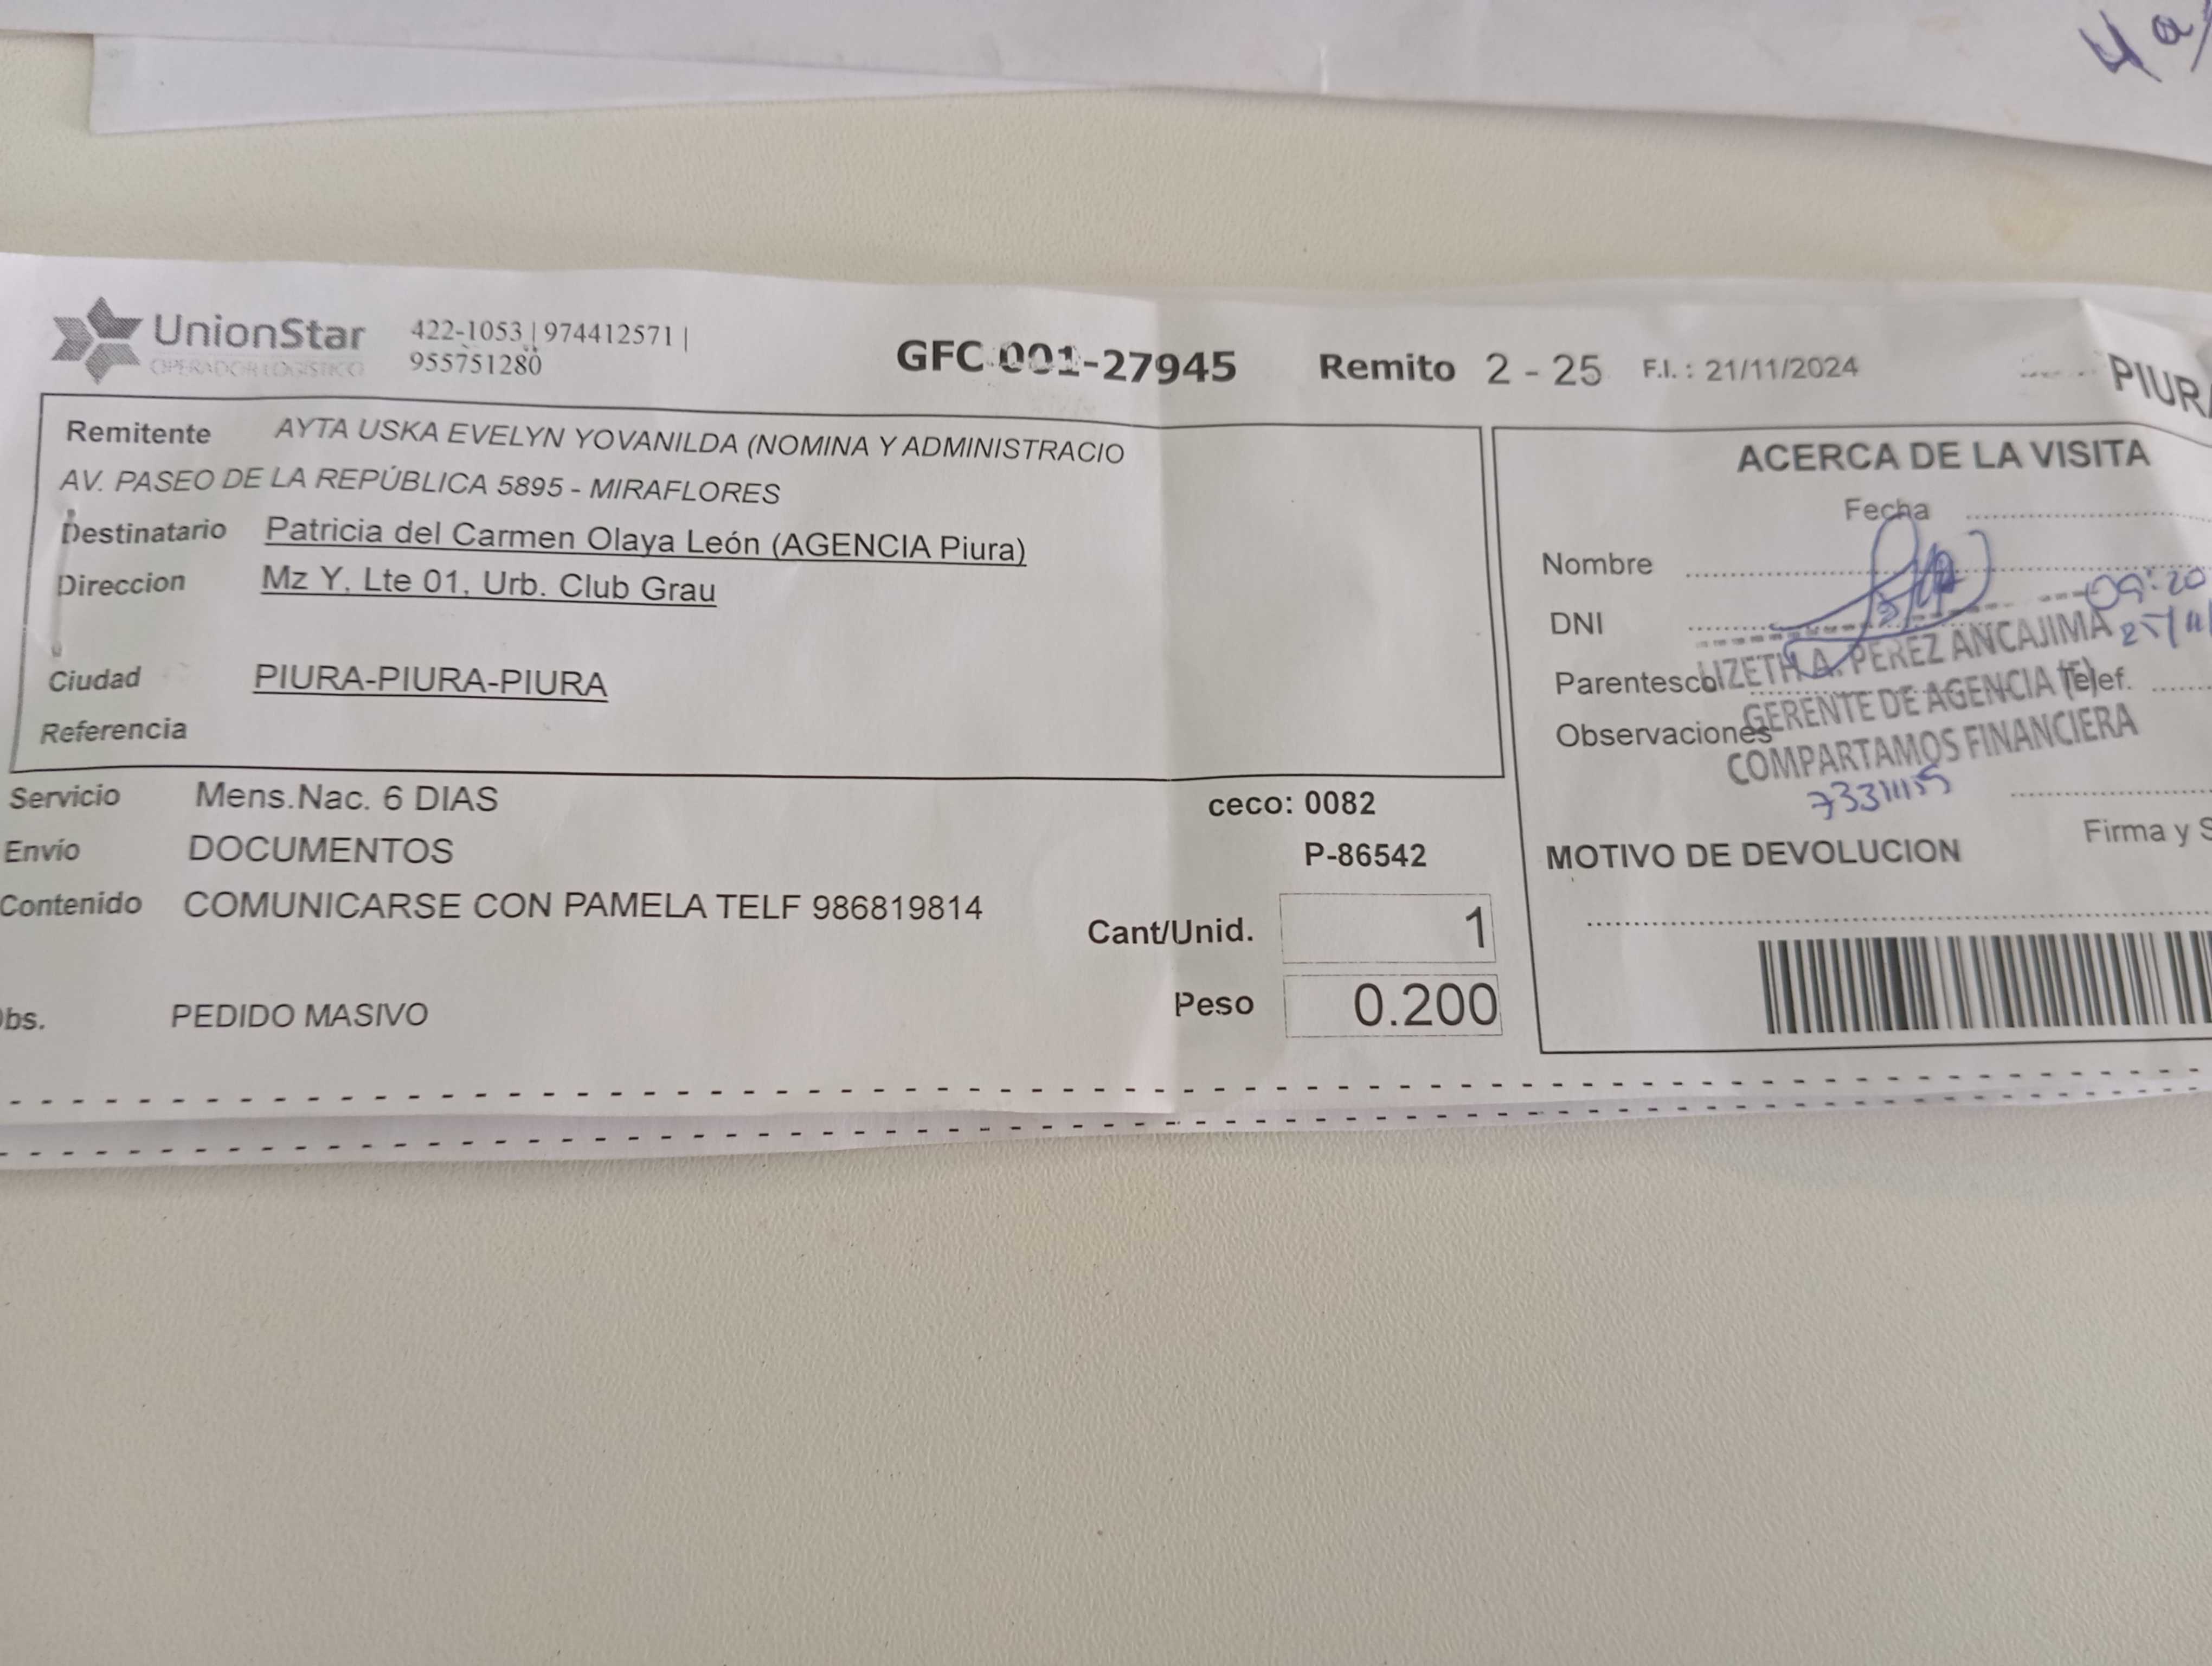 UnionStar
OPERADOR LOGISTICO
422-1053 | 974412571 |
955751280
GFC 001-27945 Remito 2 - 25 F.I. : 21/11/2024
PIURA
Remitente AYTA USKA EVELYN YOVANILDA (NOMINA Y ADMINISTRACIO
AV. PASEO DE LA REPÚBLICA 5895 - MIRAFLORES
Destinatario Patricia del Carmen Olaya León (AGENCIA Piura)
Direccion Mz Y, Lte 01, Urb. Club Grau
Ciudad PIURA-PIURA-PIURA
Referencia
Servicio Mens.Nac. 6 DIAS
Envío DOCUMENTOS
Contenido COMUNICARSE CON PAMELA TELF 986819814
bs. PEDIDO MASIVO
ceco: 0082
P-86542
Cant/Unid. 1
Peso 0.200
ACERCA DE LA VISITA
Fecha
Nombre
09:20
DNI
25/11
LIZETH A. PEREZ ANCAJIMA
Parentesco
Telef.
GERENTE DE AGENCIA (F)
Observaciones
COMPARTAMOS FINANCIERA
Firma y S
MOTIVO DE DEVOLUCION